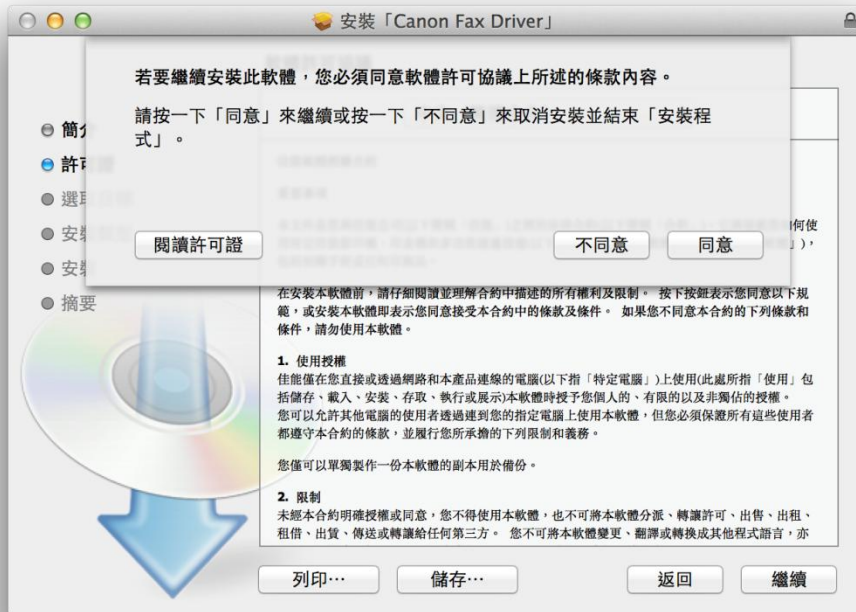 安裝「Canon Fax Driver」
若要繼續安裝此軟體，您必須同意軟體許可協議上所述的條款內容。
請按一下「同意」來繼續或按一下「不同意」來取消安裝並結束「安裝程
式」。
閱讀許可證
不同意
同意
簡介
許可
選
安裝
安裝
摘要
何使
」)，
在安裝本軟體前，請仔細閱讀並理解合約中描述的所有權利及限制。 按下按鈕表示您同意以下規
範，或安裝本軟體即表示您同意接受本合約中的條款及條件。 如果您不同意本合約的下列條款和
條件，請勿使用本軟體。
1. 使用授權
佳能僅在您直接或透過網路和本產品連線的電腦(以下指「特定電腦」)上使用(此處所指「使用」包
括儲存、載入、安裝、存取、執行或展示)本軟體時授予您個人的、有限的以及非獨佔的授權。
您可以允許其他電腦的使用者透過連到您的指定電腦上使用本軟體，但您必須保證所有這些使用者
都遵守本合約的條款，並履行您所承擔的下列限制和義務。
您僅可以單獨製作一份本軟體的副本用於備份。
2. 限制
未經本合約明確授權或同意，您不得使用本軟體，也不可將本軟體分派、轉讓許可、出售、出租、
租借、出賃、傳送或轉讓給任何第三方。 您不可將本軟體變更、翻譯或轉換成其他程式語言，亦
列印…
儲存…
返回
繼續